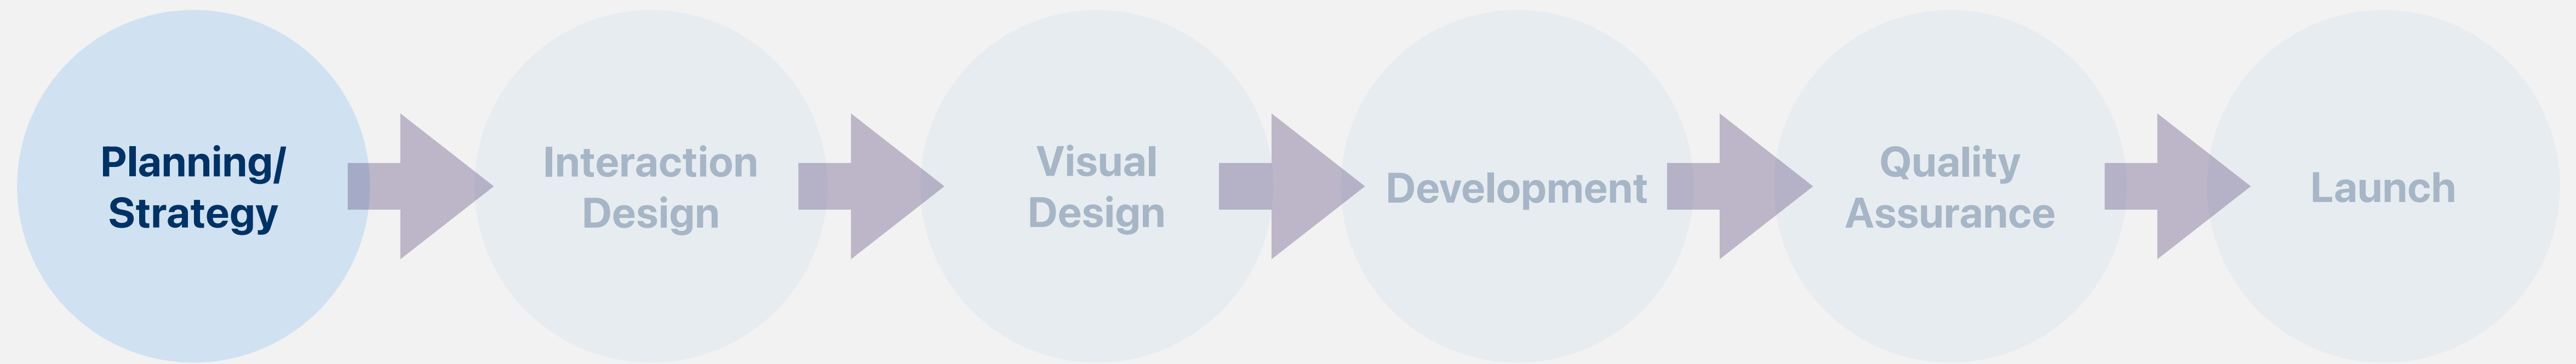 Planning/
Strategy
Interaction
Design
Visual
Design
Development
Quality
Assurance
Launch